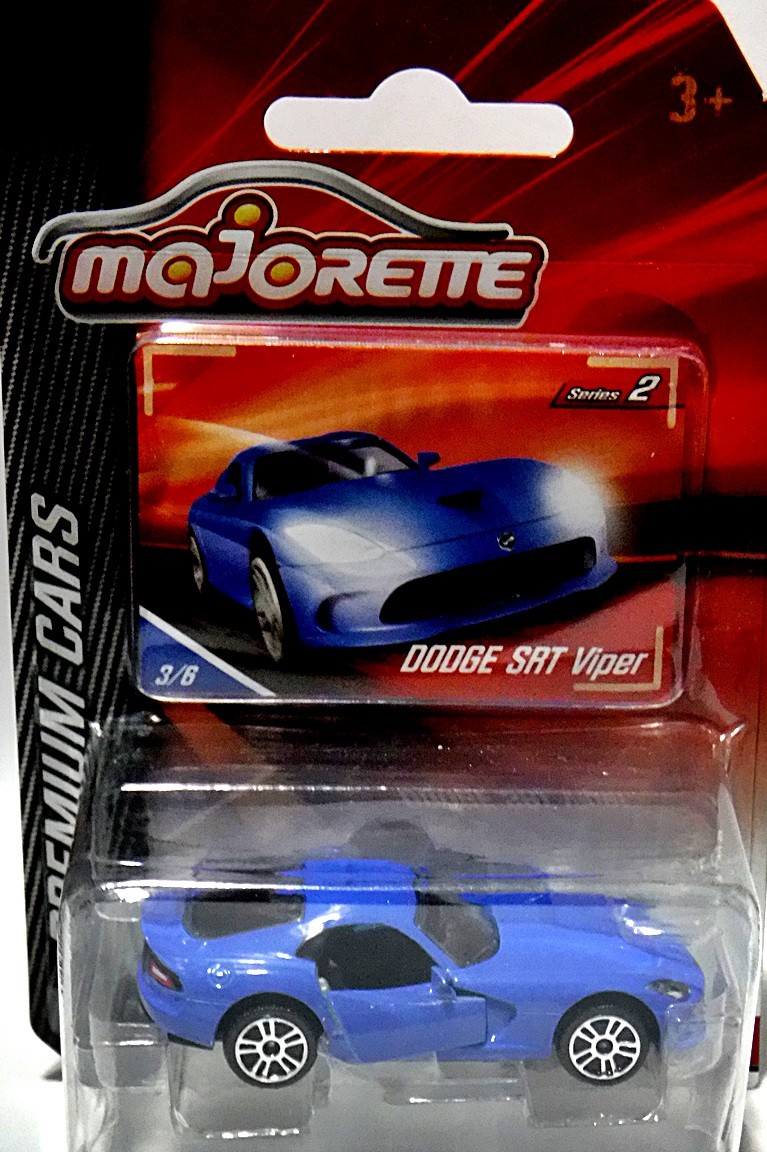 3+
majorette
Series 2
3/6
DODGE SRT Viper
PREMIUM CARS